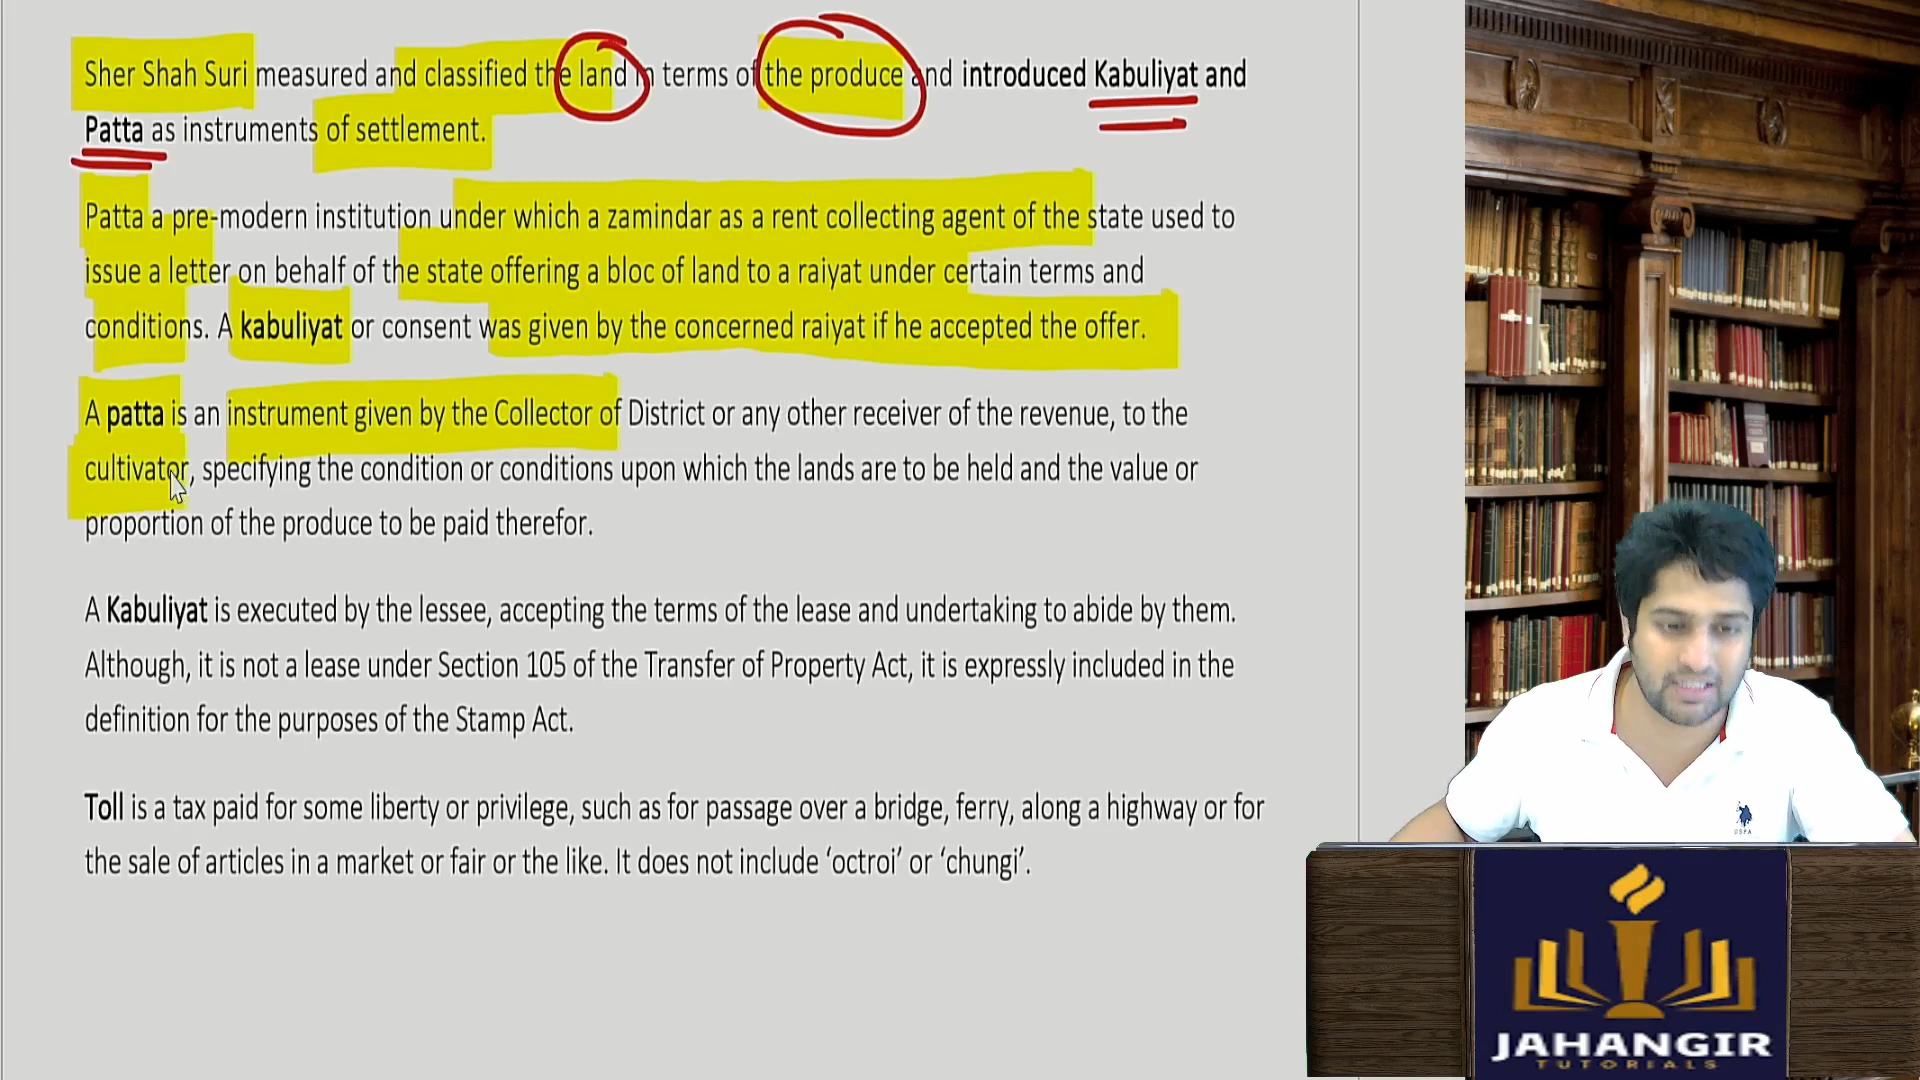 Sher Shah Suri measured and classified the land in terms of the produce and introduced Kabuliyat and
Patta as instruments of settlement.
Patta a pre-modern institution under which a zamindar as a rent collecting agent of the state used to
issue a letter on behalf of the state offering a bloc of land to a raiyat under certain terms and
conditions. A kabuliyat or consent was given by the concerned raiyat if he accepted the offer.
A patta is an instrument given by the Collector of District or any other receiver of the revenue, to the
cultivator, specifying the condition or conditions upon which the lands are to be held and the value or
proportion of the produce to be paid therefor.
A Kabuliyat is executed by the lessee, accepting the terms of the lease and undertaking to abide by them.
Although, it is not a lease under Section 105 of the Transfer of Property Act, it is expressly included in the
definition for the purposes of the Stamp Act.
Toll is a tax paid for some liberty or privilege, such as for passage over a bridge, ferry, along a highway or for
the sale of articles in a market or fair or the like. It does not include ‘octroi’ or ‘chungi’.
USPA
JAHANGIR
TUTORIALS